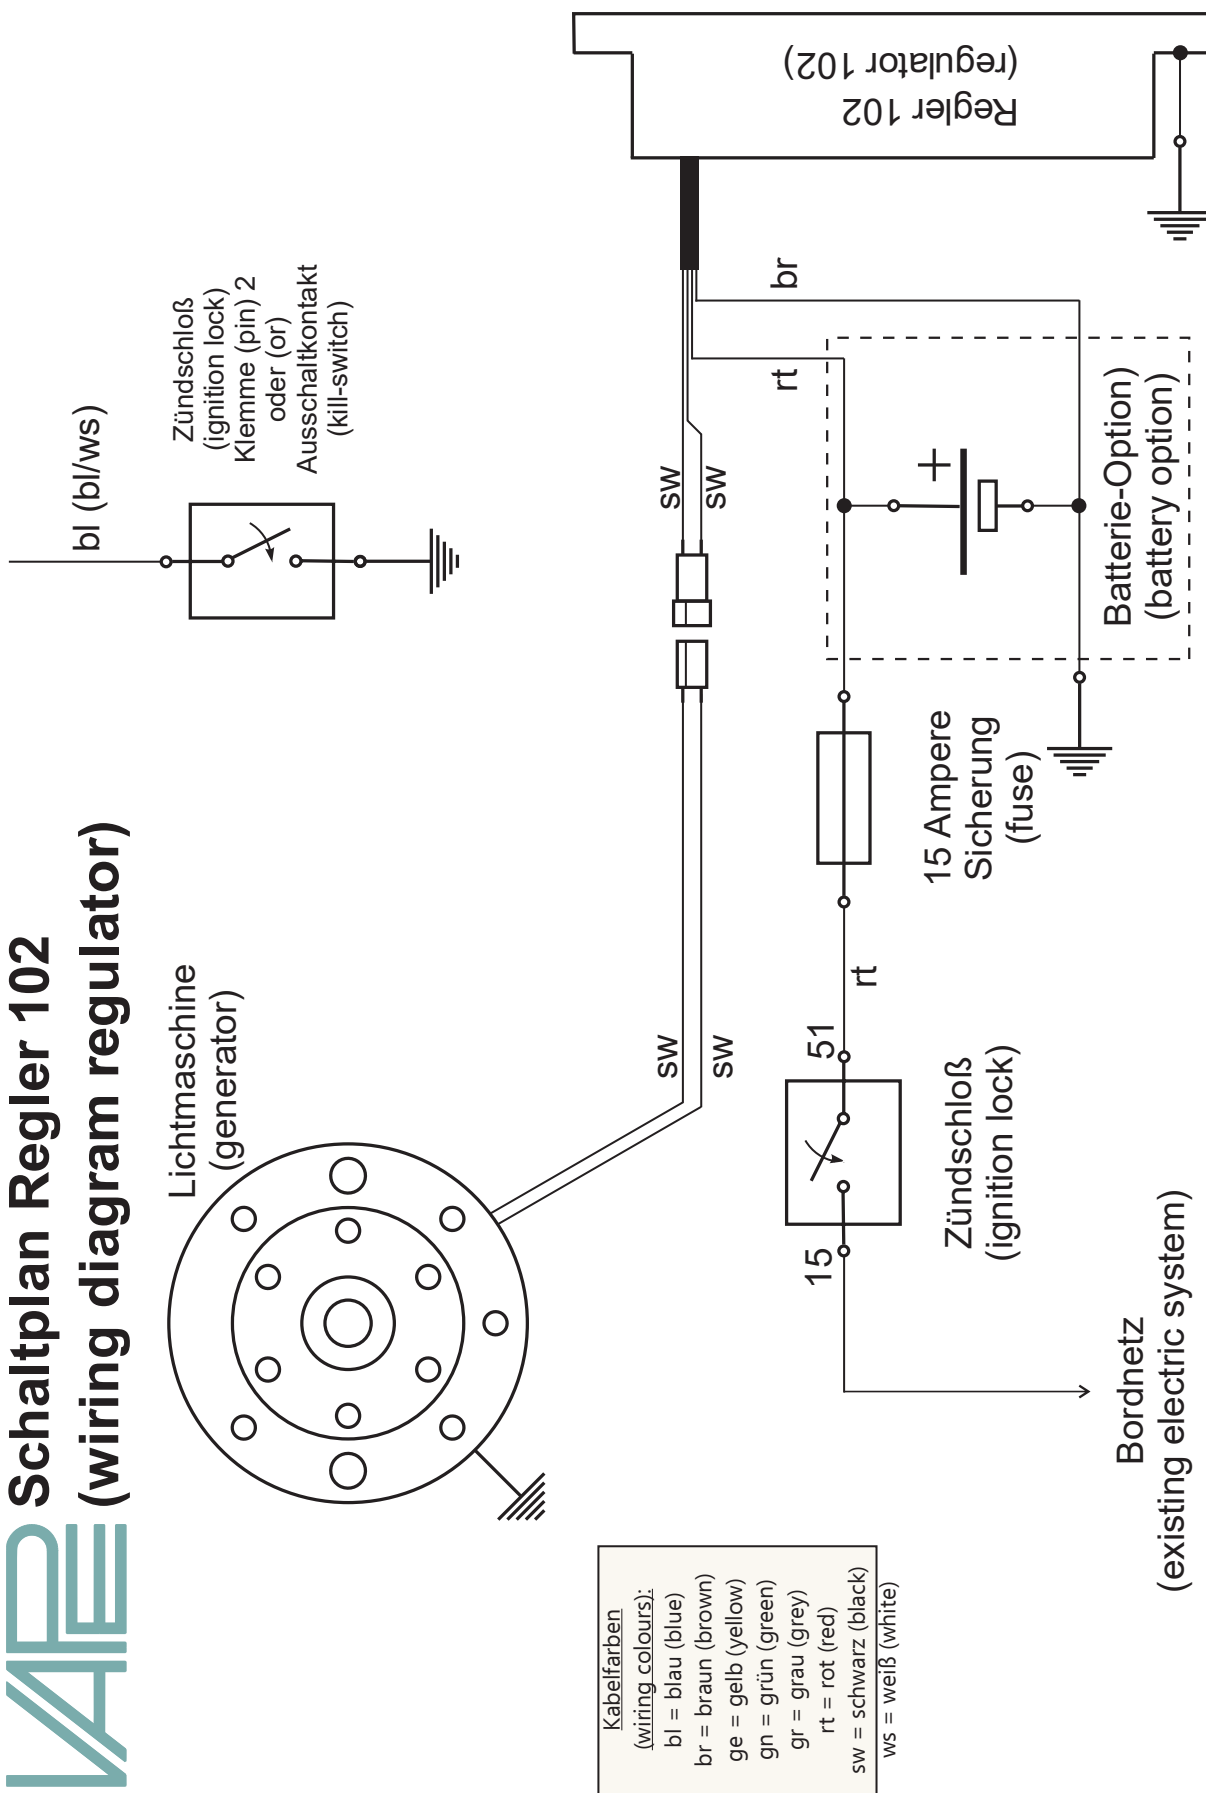 VAPE
Schaltplan Regler 102
(wiring diagram regulator)
Lichtmaschine
(generator)
bl (bl/ws)
Zündschloß
(ignition lock)
Klemme (pin) 2
oder (or)
Ausschaltkontakt
(kill-switch)
Regler 102
(regulator 102)
sw
sw
sw
sw
rt
br
15 Ampere
Sicherung
(fuse)
Batterie-Option
(battery option)
+
rt
51
15
Zündschloß
(ignition lock)
Bordnetz
(existing electric system)
Kabelfarben
(wiring colours):
bl = blau (blue)
br = braun (brown)
ge = gelb (yellow)
gn = grün (green)
gr = grau (grey)
rt = rot (red)
sw = schwarz (black)
ws = weiß (white)